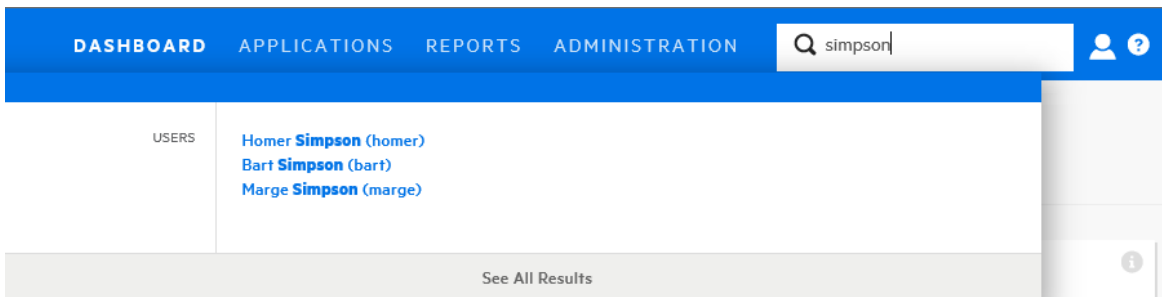 DASHBOARD APPLICATIONS REPORTS ADMINISTRATION simpson ?
USERS Homer Simpson (homer)
Bart Simpson (bart)
Marge Simpson (marge)
See All Results